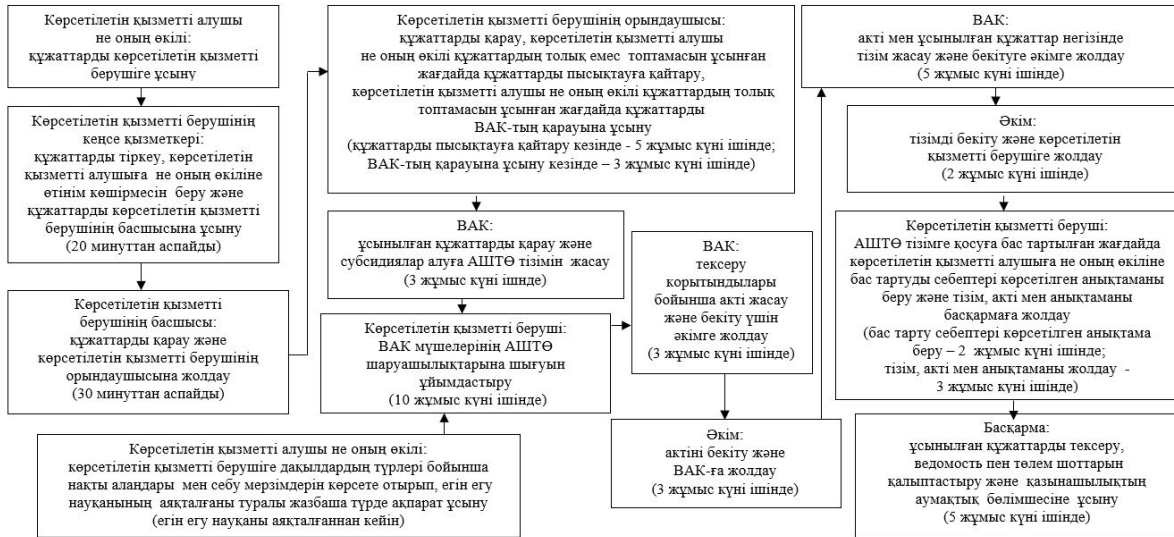 Көрсетілетін қызметті алушы
не оның өкілі:
құжаттарды көрсетілетін қызметті
берушіге ұсыну
Көрсетілетін қызметті берушінің
кеңсе қызметкері:
құжаттарды тіркеу, көрсетілетін
қызметті алушыға не оның өкіліне
өтінім көшірмесін беру және
құжаттарды көрсетілетін қызметті
берушінің басшысына ұсыну
(20 минуттан аспайды)
Көрсетілетін қызметті
берушінің басшысы:
құжаттарды қарау және
көрсетілетін қызметті берушінің
орындаушысына жолдау
(30 минуттан аспайды)
Көрсетілетін қызметті берушінің орындаушысы:
құжаттарды қарау, көрсетілетін қызметті алушы
не оның өкілі құжаттардың толық емес топтамасын ұсынған
жағдайда құжаттарды пысықтауға қайтару,
көрсетілетін қызметті алушы не оның өкілі құжаттардың толық
топтамасын ұсынған жағдайда құжаттарды
ВАК-тың қарауына ұсыну
(құжаттарды пысықтауға қайтару кезінде - 5 жұмыс күні ішінде;
ВАК-тың қарауына ұсыну кезінде – 3 жұмыс күні ішінде)
ВАК:
ұсынылған құжаттарды қарау және
субсидиялар алуға АШТӨ тізімін жасау
(3 жұмыс күні ішінде)
Көрсетілетін қызметті беруші:
ВАК мүшелерінің АШТӨ
шаруашылықтарына шығуын
ұйымдастыру
(10 жұмыс күні ішінде)
Көрсетілетін қызметті алушы не оның өкілі:
көрсетілетін қызметті берушіге дақылдардың түрлері бойынша
нақты алаңдары мен себу мерзімдерін көрсете отырып, егін егу
науқанының аяқталғаны туралы жазбаша түрде ақпарат ұсыну
(егін егу науқаны аяқталғаннан кейін)
ВАК:
тексеру
корытындылары
бойынша акті жасау
және бекіту үшін
әкімге жолдау
(3 жұмыс күні ішінде)
Әкім:
актіні бекіту және
ВАК-ға жолдау
(3 жұмыс күні ішінде)
ВАК:
акті мен ұсынылған құжаттар негізінде
тізім жасау және бекітуге әкімге жолдау
(5 жұмыс күні ішінде)
Әкім:
тізімді бекіту және көрсетілетін
қызметті берушіге жолдау
(2 жұмыс күні ішінде)
Көрсетілетін қызметті беруші:
АШТӨ тізімге қосуға бас тартылған жағдайда
көрсетілетін қызметті алушыға не оның өкіліне
бас тартуды себептері көрсетілген анықтаманы
беру және тізім, акті мен анықтаманы
басқармаға жолдау
(бас тарту себептері көрсетілген анықтама
беру – 2 жұмыс күні ішінде;
тізім, акті мен анықтаманы жолдау -
3 жұмыс күні ішінде)
Басқарма:
ұсынылған құжаттарды тексеру,
ведомость пен төлем шоттарын
қалыптастыру және қазынашылықтың
аумақтық бөлімшесіне ұсыну
(5 жұмыс күні ішінде)